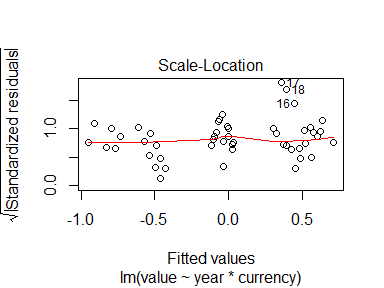 Scale-Location
√|Standardized residuals|
1.0
0.0
17
18
16
-1.0 -0.5 0.0 0.5
Fitted values
lm(value ~ year * currency)